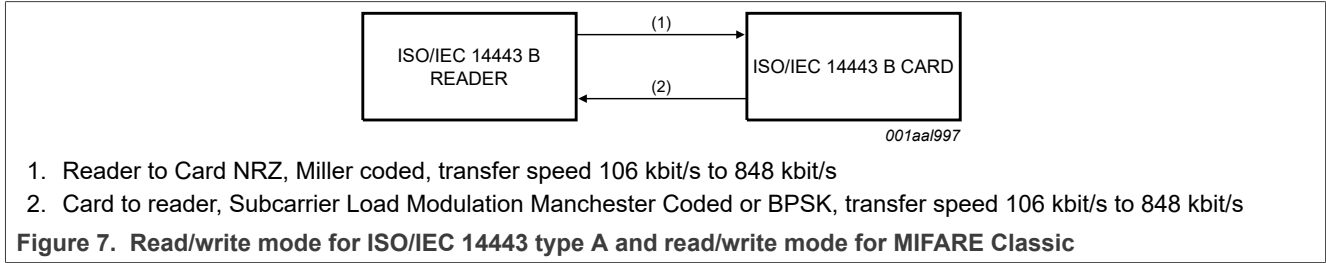 (1)
ISO/IEC 14443 B
READER
ISO/IEC 14443 B CARD
(2)
001aal997
1. Reader to Card NRZ, Miller coded, transfer speed 106 kbit/s to 848 kbit/s
2. Card to reader, Subcarrier Load Modulation Manchester Coded or BPSK, transfer speed 106 kbit/s to 848 kbit/s
Figure 7. Read/write mode for ISO/IEC 14443 type A and read/write mode for MIFARE Classic